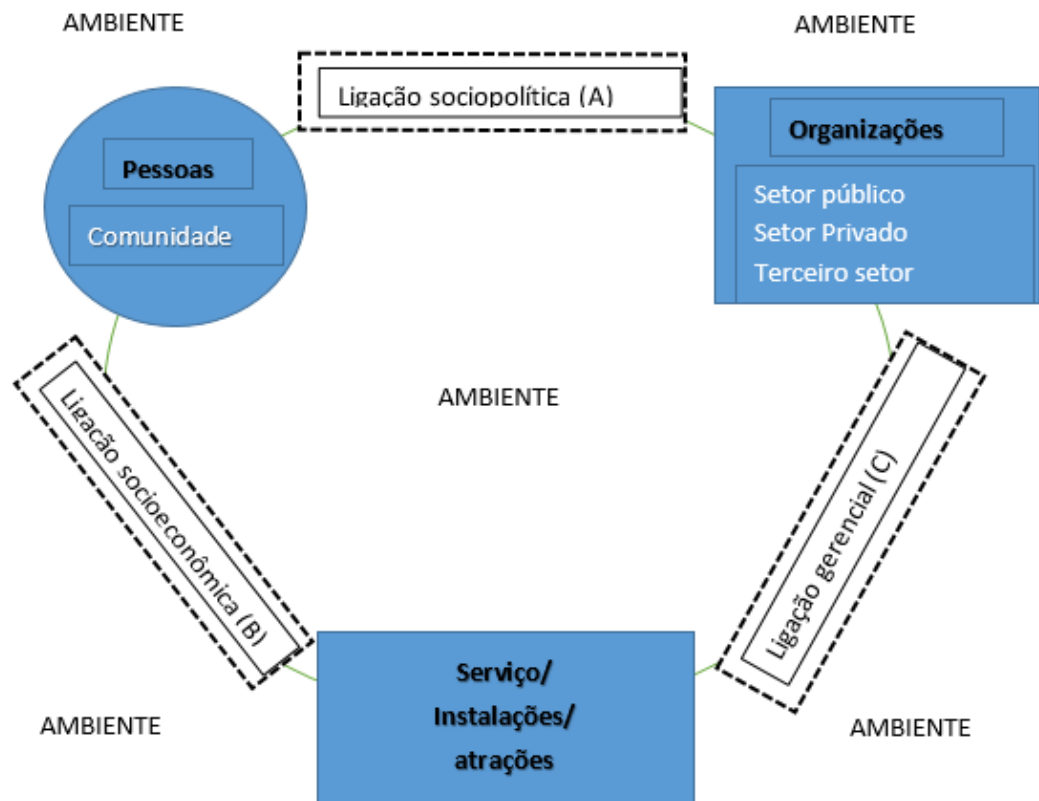 AMBIENTE
AMBIENTE
Ligação sociopolítica (A)
Pessoas
Comunidade
Organizações
Setor público
Setor Privado
Terceiro setor
AMBIENTE
Ligação socioeconômica (B)
Ligação gerencial (C)
Serviço/
Instalações/
atrações
AMBIENTE
AMBIENTE